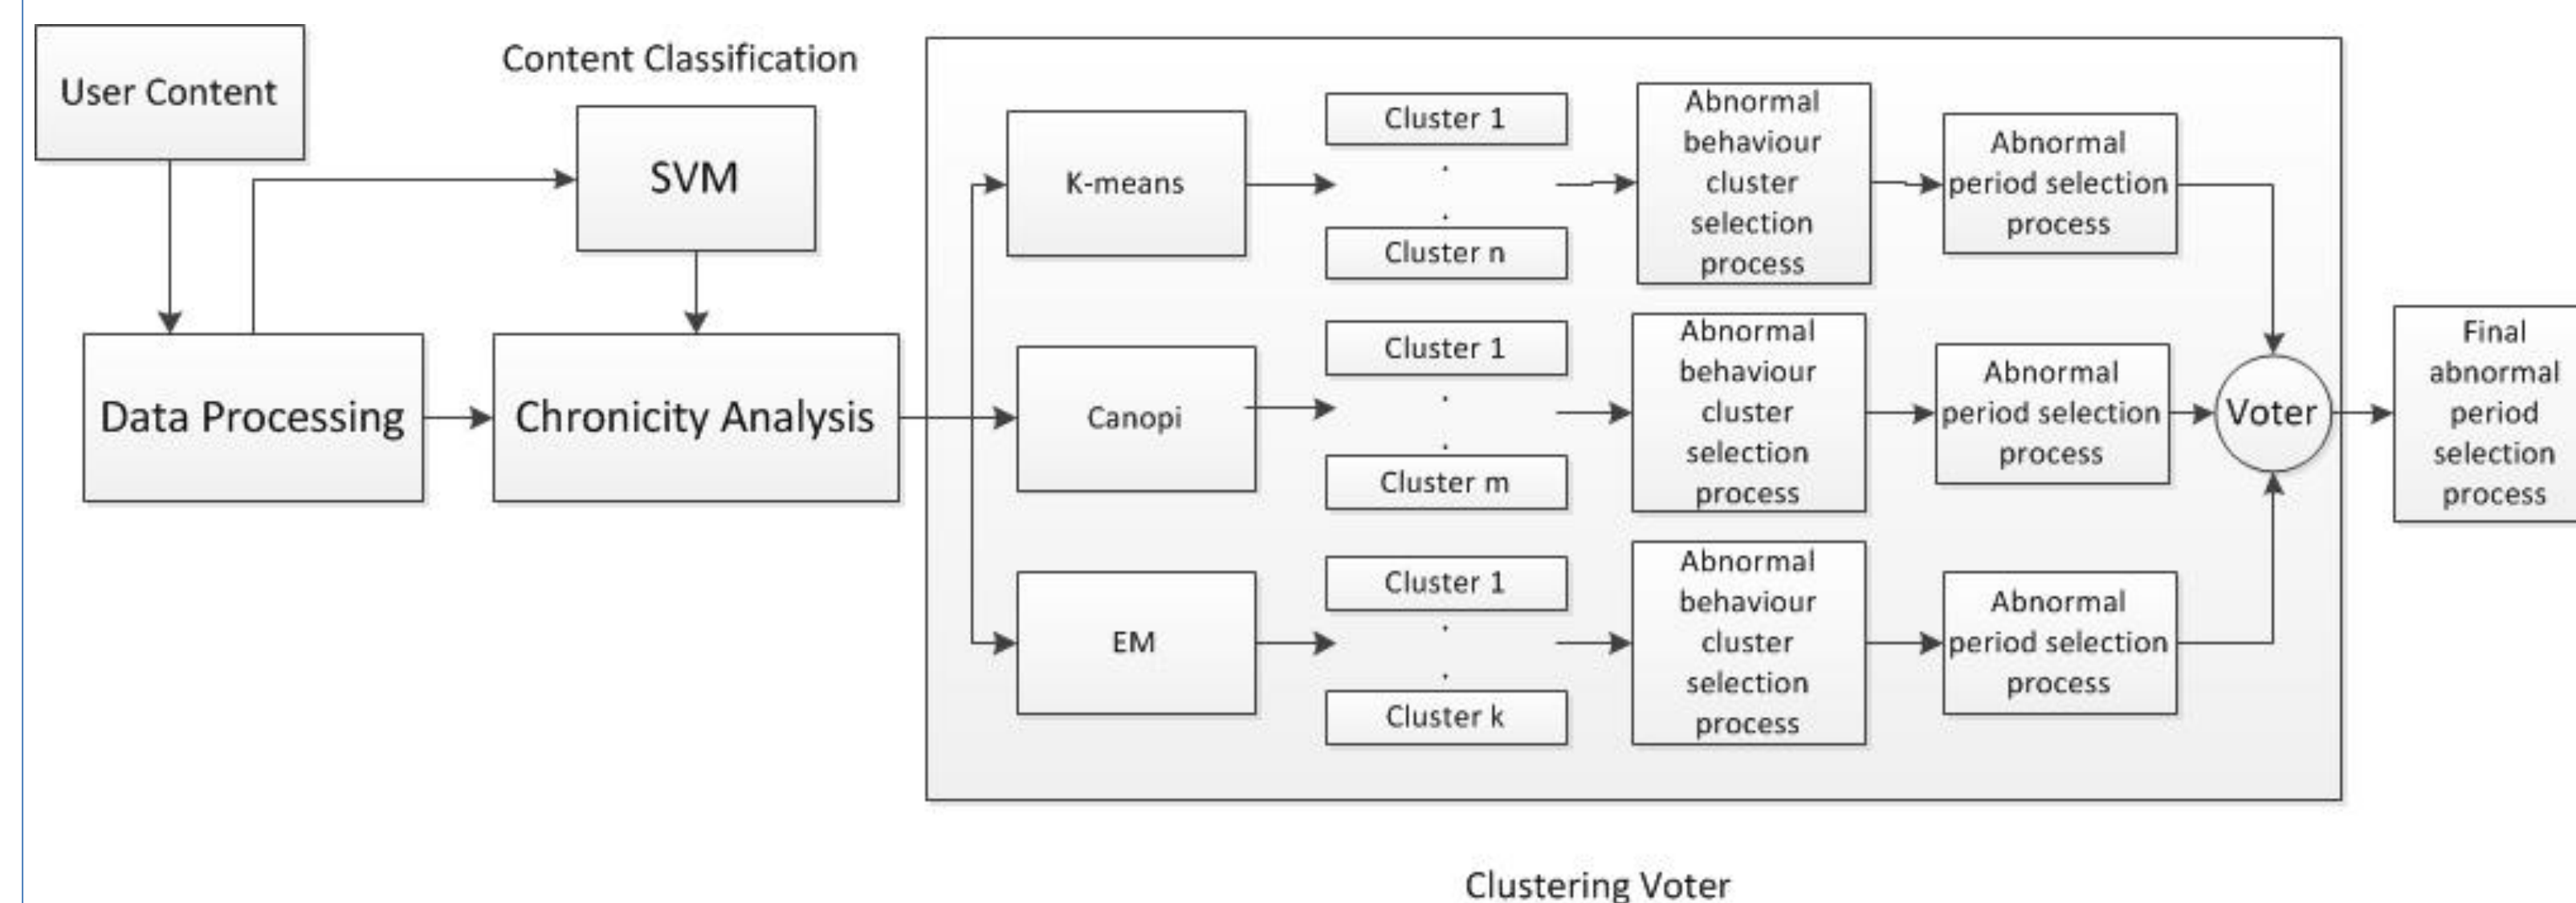 User Content
Content Classification
SVM
Data Processing
Chronicity Analysis
K-means
Cluster 1
.
.
Cluster n
Abnormal
behaviour
cluster
selection
process
Abnormal
period selection
process
Canopi
Cluster 1
.
.
Cluster m
Abnormal
behaviour
cluster
selection
process
Abnormal
period selection
process
EM
Cluster 1
.
.
Cluster k
Abnormal
behaviour
cluster
selection
process
Abnormal
period selection
process
Voter
Final
abnormal
period
selection
process
Clustering Voter